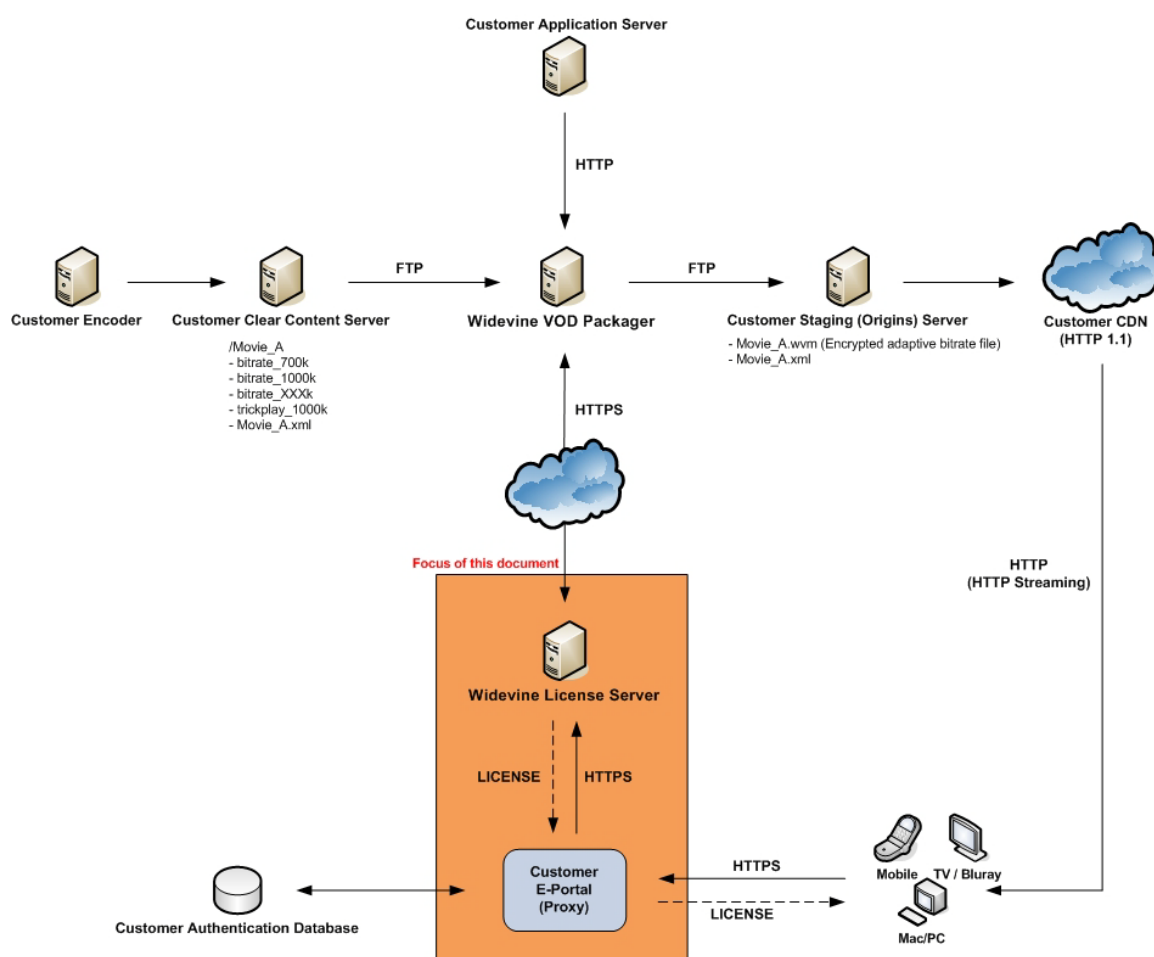 Customer Application Server
HTTP
FTP
FTP
Customer Encoder
Customer Clear Content Server
Widevine VOD Packager
Customer Staging (Origins) Server
Customer CDN
(HTTP 1.1)
/Movie_A
- bitrate_700k
- bitrate_1000k
- bitrate_XXXk
- trickplay_1000k
- Movie_A.xml
- Movie_A.wvm (Encrypted adaptive bitrate file)
- Movie_A.xml
HTTPS
Focus of this document
HTTP
(HTTP Streaming)
Widevine License Server
LICENSE
HTTPS
Customer
E-Portal
(Proxy)
HTTPS
LICENSE
Mobile
TV / Bluray
Mac/PC
Customer Authentication Database